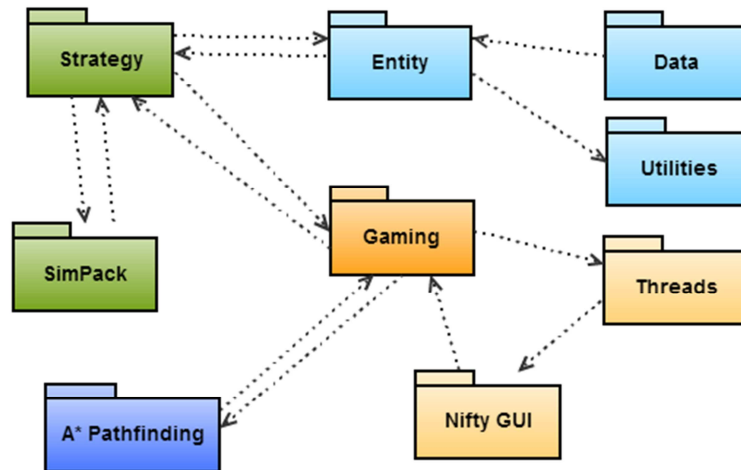 Strategy
Entity
Data
Utilities
Gaming
SimPack
Threads
A* Pathfinding
Nifty GUI